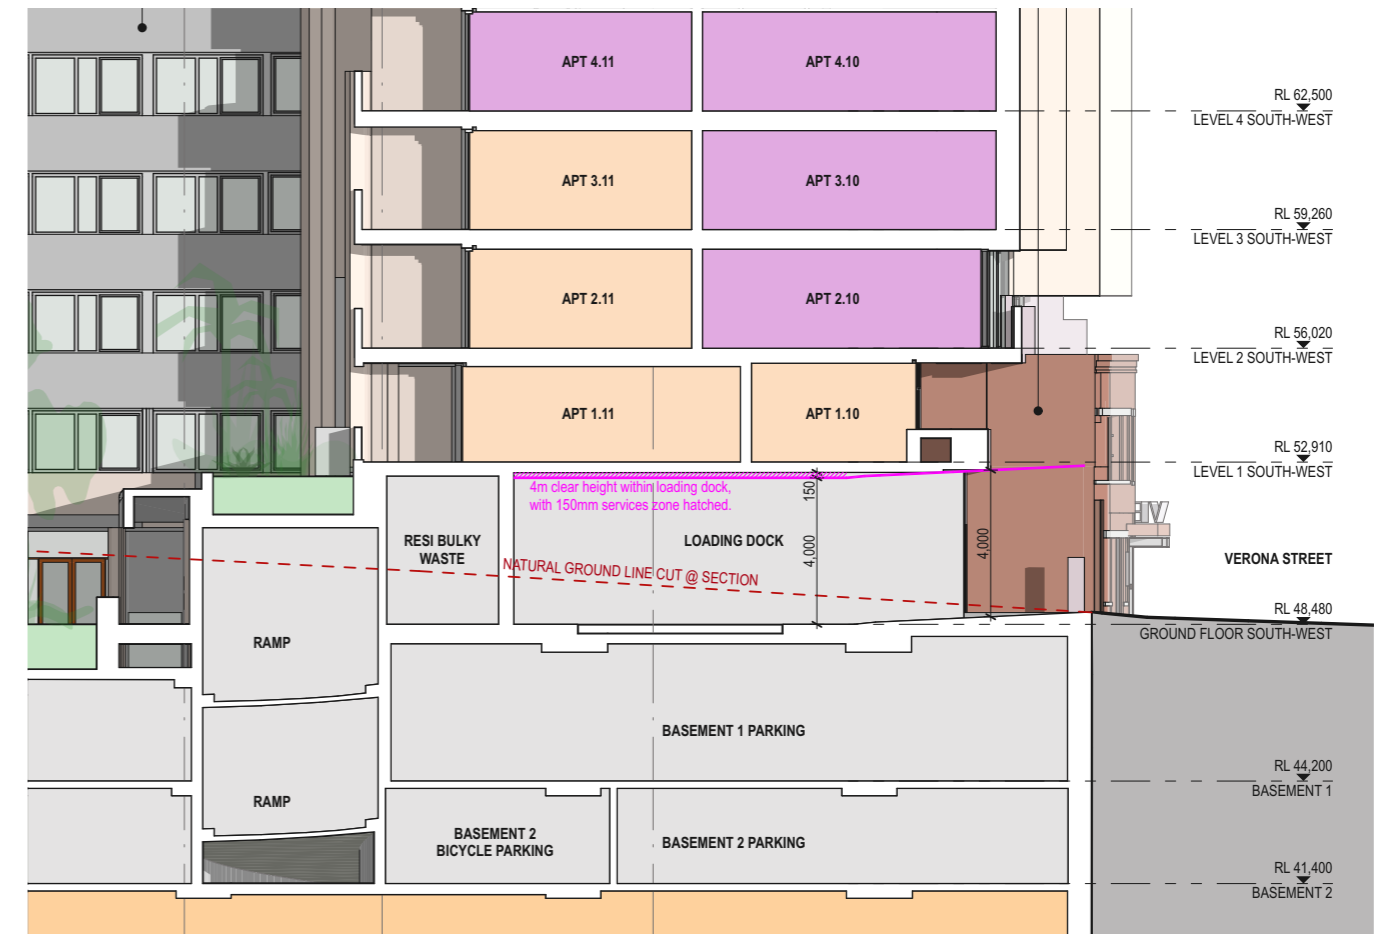 APT 4.11
APT 4.10
RL 62,500
LEVEL 4 SOUTH-WEST
APT 3.11
APT 3.10
RL 59,260
LEVEL 3 SOUTH-WEST
APT 2.11
APT 2.10
RL 56,020
LEVEL 2 SOUTH-WEST
APT 1.11
APT 1.10
RL 52,910
LEVEL 1 SOUTH-WEST
4m clear height within loading dock,
with 150mm services zone hatched.
150
RESI BULKY
WASTE
LOADING DOCK
4,000
4,000
VE
NATURAL GROUND LINE CUT @ SECTION
VERONA STREET
RL 48,480
GROUND FLOOR SOUTH-WEST
RAMP
BASEMENT 1 PARKING
RL 44,200
BASEMENT 1
RAMP
BASEMENT 2
BICYCLE PARKING
BASEMENT 2 PARKING
RL 41,400
BASEMENT 2